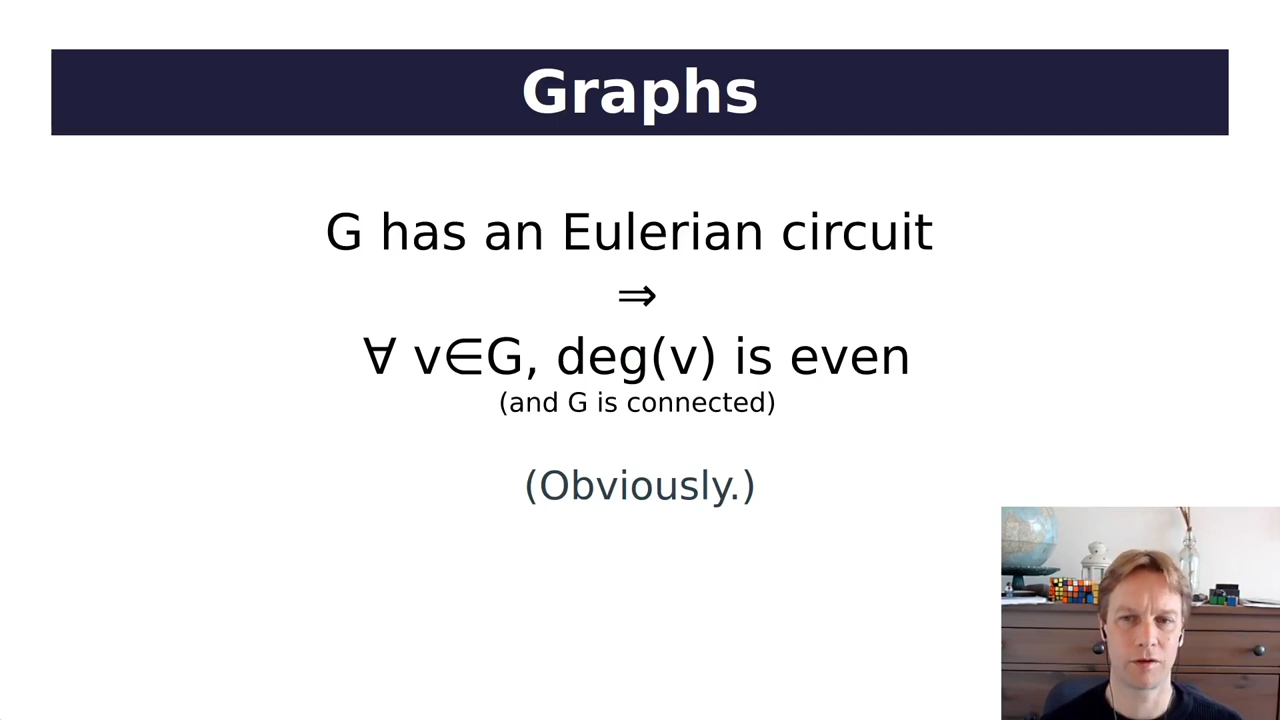 Graphs
G has an Eulerian circuit
⇒
∀ v∈G, deg(v) is even
(and G is connected)
(Obviously.)